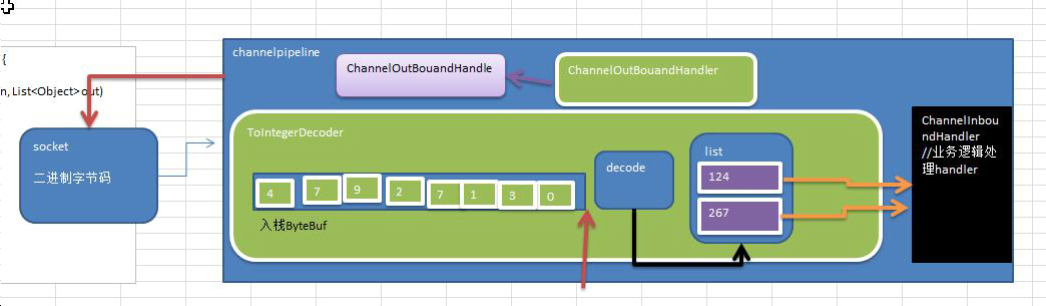 {
n, List<Object> out)
channelpipeline
ChannelOutBouandHandle
ChannelOutBouandHandler
socket
二进制字节码
ToIntegerDecoder
4 7 9 2 7 1 3 0
入栈ByteBuf
decode
list
124
267
ChannelInbou
ndHandler
//业务逻辑处
理handler